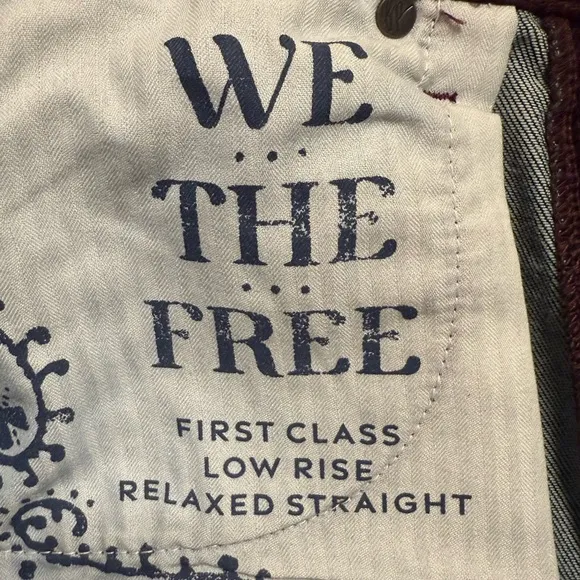 WE
THE
FREE
FIRST CLASS
LOW RISE
RELAXED STRAIGHT